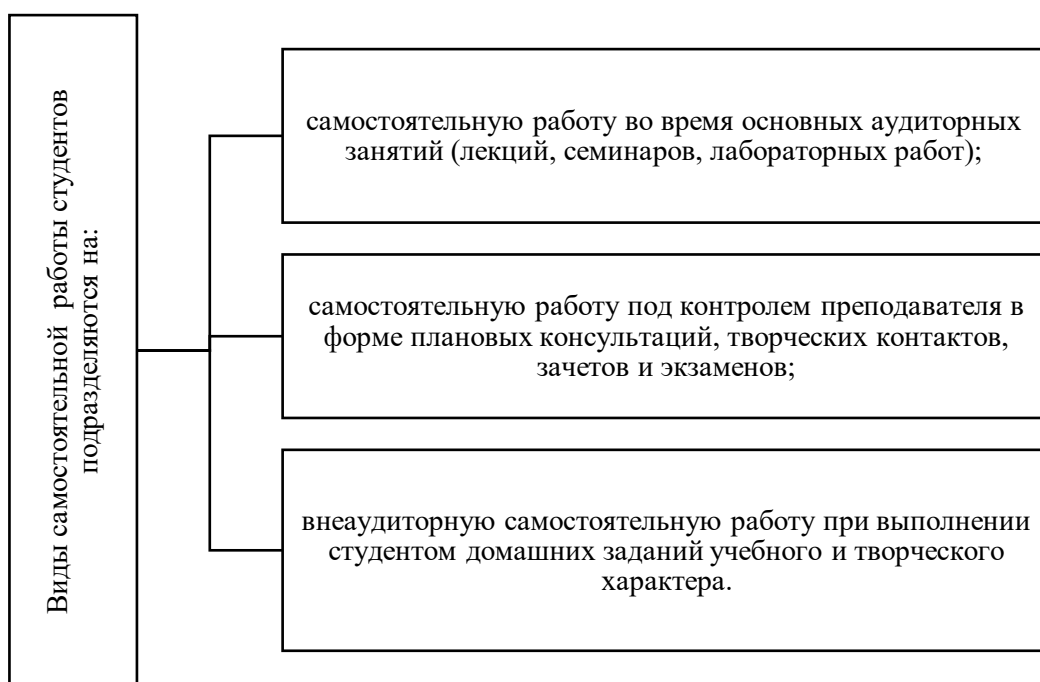 Виды самостоятельной работы студентов
подразделяются на:
самостоятельную работу во время основных аудиторных
занятий (лекций, семинаров, лабораторных работ);
самостоятельную работу под контролем преподавателя в
форме плановых консультаций, творческих контактов,
зачетов и экзаменов;
внеаудиторную самостоятельную работу при выполнении
студентом домашних заданий учебного и творческого
характера.